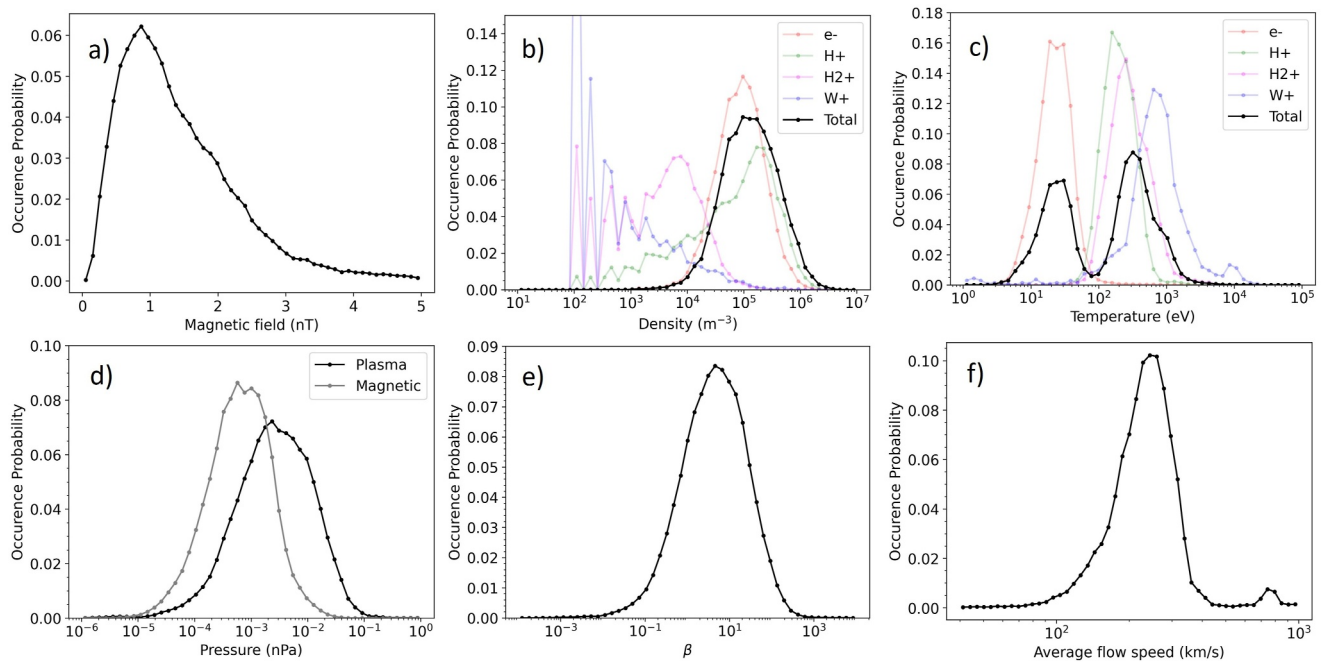 a)
Occurence Probability
0.06
0.05
0.04
0.03
0.02
0.01
0.00
0 1 2 3 4 5
Magnetic field (nT)
b)
e-
H+
H2+
W+
Total
Occurence Probability
0.14
0.12
0.10
0.08
0.06
0.04
0.02
0.00
10¹ 10² 10³ 10⁴ 10⁵ 10⁶ 10⁷
Density (m⁻³)
c)
e-
H+
H2+
W+
Total
Occurence Probability
0.18
0.16
0.14
0.12
0.10
0.08
0.06
0.04
0.02
0.00
10⁰ 10¹ 10² 10³ 10⁴ 10⁵
Temperature (eV)
d)
Plasma
Magnetic
Occurence Probability
0.10
0.08
0.06
0.04
0.02
0.00
10⁻⁶ 10⁻⁵ 10⁻⁴ 10⁻³ 10⁻² 10⁻¹ 10⁰
Pressure (nPa)
e)
Occurence Probability
0.09
0.08
0.07
0.06
0.05
0.04
0.03
0.02
0.01
0.00
10⁻³ 10⁻¹ 10¹ 10³
β
f)
Occurence Probability
0.10
0.08
0.06
0.04
0.02
0.00
10² 10³
Average flow speed (km/s)